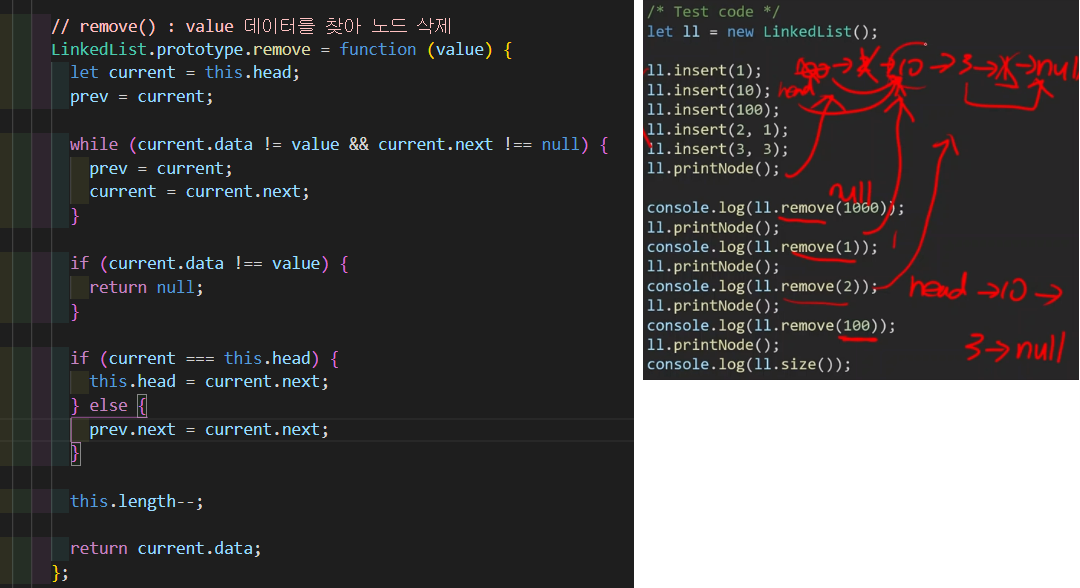 // remove() : value 데이터를 찾아 노드 삭제
LinkedList.prototype.remove = function (value) {
let current = this.head;
prev = current;
while (current.data != value && current.next !== null) {
prev = current;
current = current.next;
}
if (current.data !== value) {
return null;
}
if (current === this.head) {
this.head = current.next;
} else {
prev.next = current.next;
}
this.length--;
return current.data;
};
/* Test code */
let ll = new LinkedList();
ll.insert(1);
ll.insert(10);
ll.insert(100);
ll.insert(2, 1);
ll.insert(3, 3);
ll.printNode();
console.log(ll.remove(1000));
ll.printNode();
console.log(ll.remove(1));
ll.printNode();
console.log(ll.remove(2));
ll.printNode();
console.log(ll.remove(100));
ll.printNode();
console.log(ll.size());
→ 10 → 3 → null
head
null
1
head → 10 →
3 → null